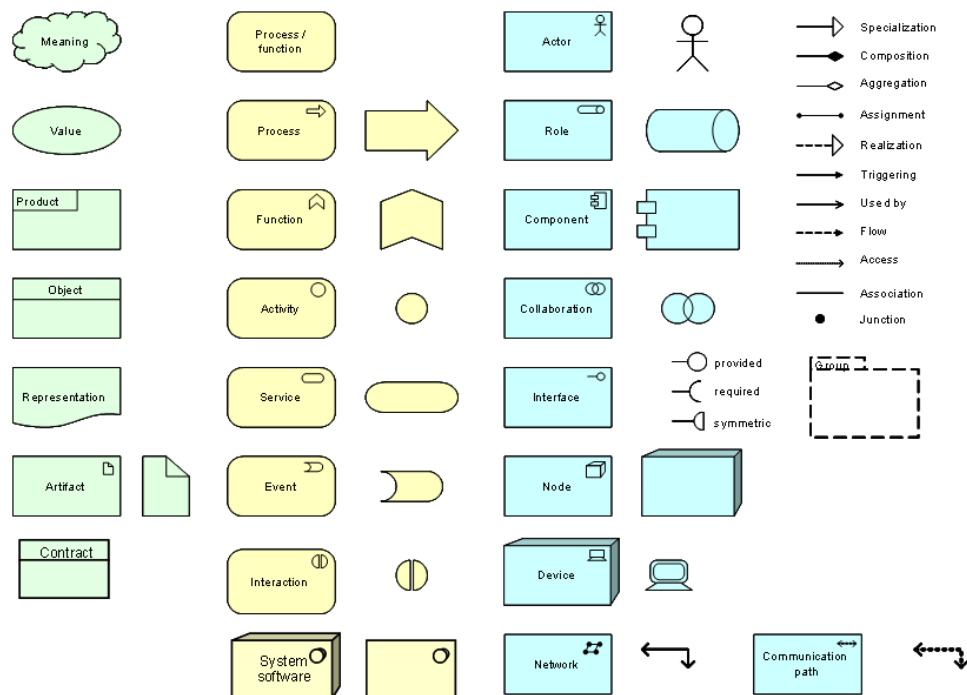 Meaning
Process /
function
Actor
Specialization
Composition
Aggregation
Value
Process
Role
Assignment
Realization
Triggering
Product
Function
Component
Used by
Flow
Access
Object
Activity
Collaboration
Association
Junction
Representation
Service
Interface
provided
required
symmetric
Group
Artifact
Event
Node
Contract
Interaction
Device
System
software
Network
Communication
path